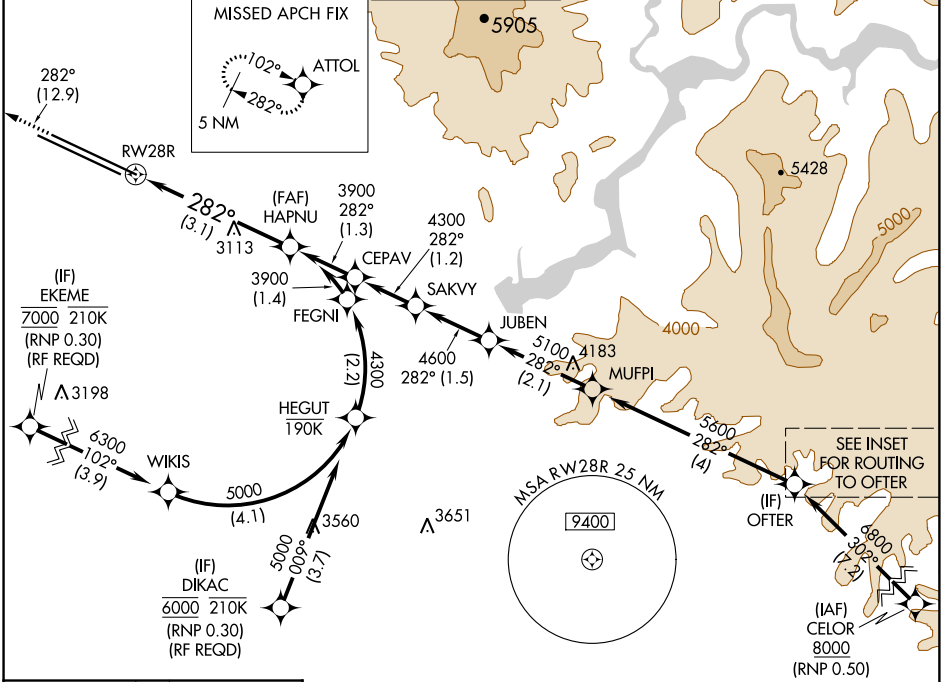 MISSED APCH FIX
102°
ATTOL
282°
5 NM
5905
282°
(12.9)
RW28R
282°
(3.1)
3113
(FAF)
HAPNU
3900
282°
(1.3)
CEPAV
4300
282°
(1.2)
SAKVY
3900
(1.4)
FEGNI
5428
5000
4000
(IF)
EKEME
7000 210K
(RNP 0.30)
(RF REQD)
3198
JUBEN
4600
282° (1.5)
5100
282°
(2.1)
4183
MUFPI
4300
(2.2)
HEGUT
190K
6300
102°
(3.9)
WIKIS
5000
(4.1)
5600
282°
(4)
SEE INSET
FOR ROUTING
TO OFTER
(IF)
OFTER
MSA RW28R 25 NM
9400
3560
3651
5000
009°
(3.7)
(IF)
DIKAC
6000 210K
(RNP 0.30)
(RF REQD)
6800
302°
(7.2)
(IAF)
CELOR
8000
(RNP 0.50)